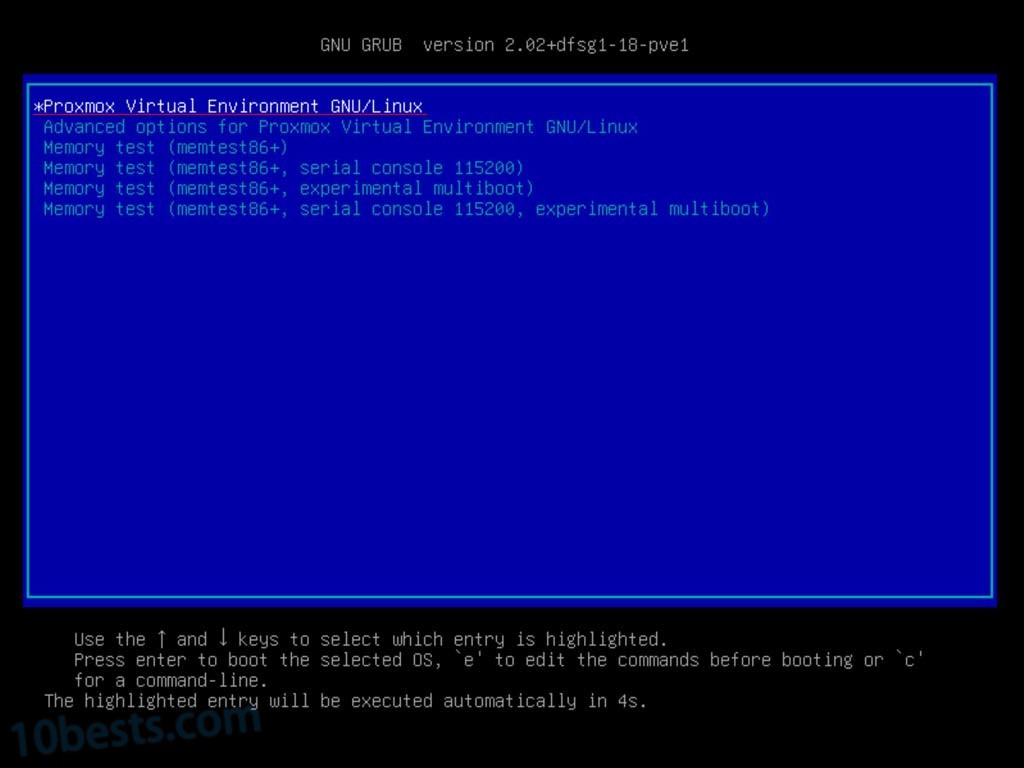 GNU GRUB  version 2.02+dfsg1-18-pve1
*Proxmox Virtual Environment GNU/Linux
Advanced options for Proxmox Virtual Environment GNU/Linux
Memory test (memtest86+)
Memory test (memtest86+, serial console 115200)
Memory test (memtest86+, experimental multiboot)
Memory test (memtest86+, serial console 115200, experimental multiboot)
Use the ↑ and ↓ keys to select which entry is highlighted.
Press enter to boot the selected OS, `e' to edit the commands before booting or `c'
for a command-line.
The highlighted entry will be executed automatically in 4s.
10bests.com